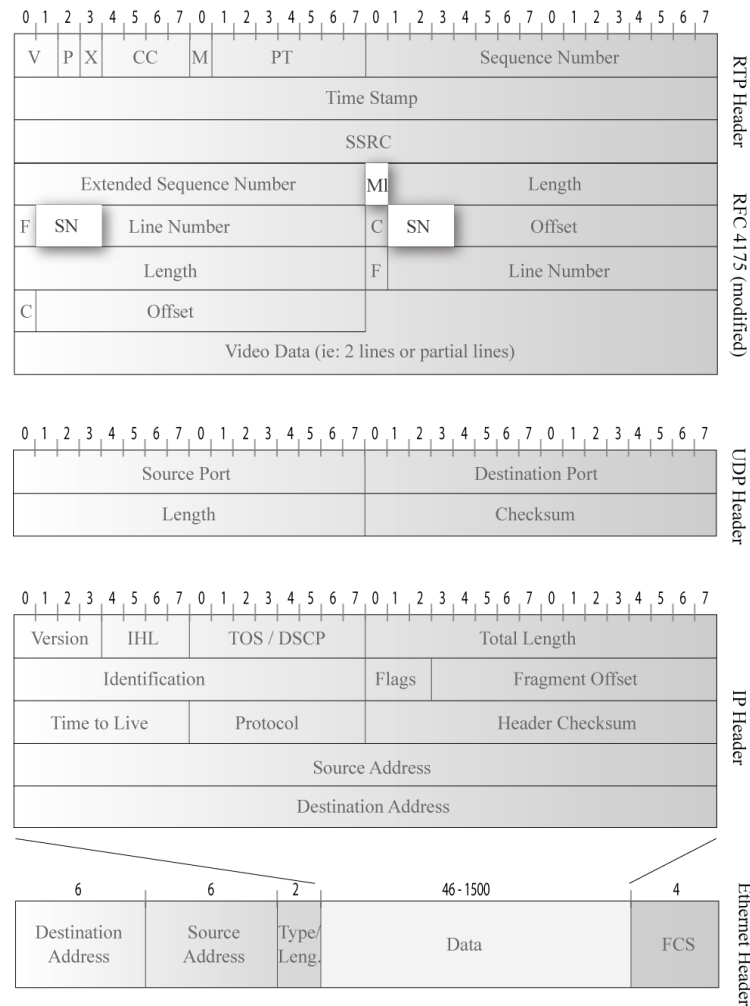 0 1 2 3 4 5 6 7 0 1 2 3 4 5 6 7 0 1 2 3 4 5 6 7 0 1 2 3 4 5 6 7
V P X CC M PT Sequence Number
Time Stamp
SSRC
RTP Header
Extended Sequence Number Ml Length
F SN Line Number C SN Offset
Length F Line Number
C Offset
Video Data (ie: 2 lines or partial lines)
RFC 4175 (modified)
0 1 2 3 4 5 6 7 0 1 2 3 4 5 6 7 0 1 2 3 4 5 6 7 0 1 2 3 4 5 6 7
Source Port Destination Port
Length Checksum
UDP Header
0 1 2 3 4 5 6 7 0 1 2 3 4 5 6 7 0 1 2 3 4 5 6 7 0 1 2 3 4 5 6 7
Version IHL TOS / DSCP Total Length
Identification Flags Fragment Offset
Time to Live Protocol Header Checksum
Source Address
Destination Address
IP Header
6 6 2 46 - 1500 4
Destination Address Source Address Type/ Leng. Data FCS
Ethernet Header